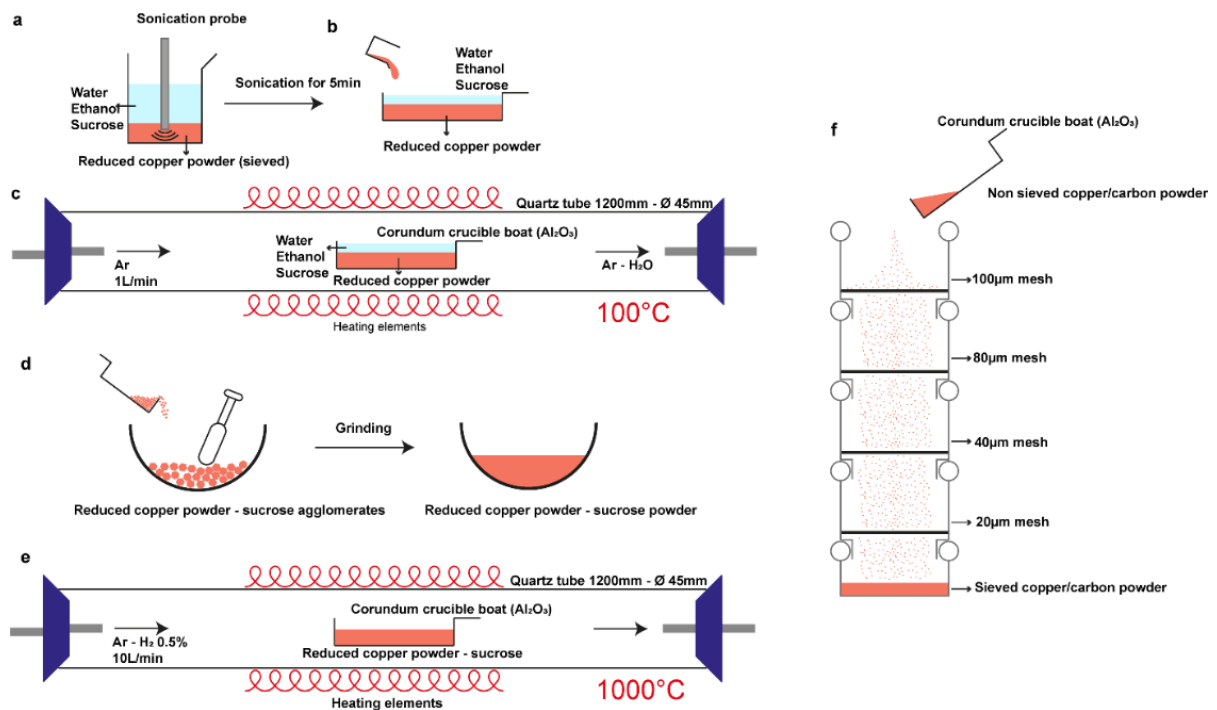 a
Sonication probe
Water
Ethanol
Sucrose
Reduced copper powder (sieved)
Sonication for 5min
b
Water
Ethanol
Sucrose
Reduced copper powder
c
Quartz tube 1200mm - Ø 45mm
Ar
1L/min
Water
Ethanol
Sucrose
Corundum crucible boat (Al₂O₃)
Reduced copper powder
Ar - H₂O
Heating elements
100°C
d
Grinding
Reduced copper powder - sucrose agglomerates
Reduced copper powder - sucrose powder
e
Quartz tube 1200mm - Ø 45mm
Ar - H₂ 0.5%
10L/min
Corundum crucible boat (Al₂O₃)
Reduced copper powder - sucrose
Heating elements
1000°C
f
Corundum crucible boat (Al₂O₃)
Non sieved copper/carbon powder
100µm mesh
80µm mesh
40µm mesh
20µm mesh
Sieved copper/carbon powder